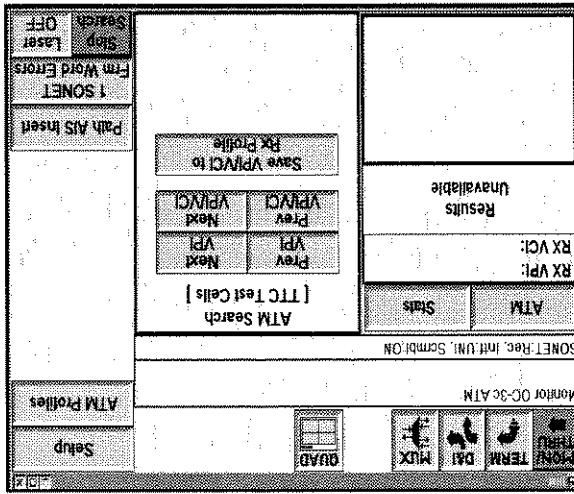 MON/
THRU
TERM
D&I
MUX
QUAD
Setup
Monitor OC-3c ATM
ATM Profiles
SONET:Rec, Intf:UNI, Scrmbl:ON
ATM
Stats
RX VPI:
RX VCI:
Results
Unavailable
ATM Search
[ TTC Test Cells ]
Prev
VPI
Next
VPI
Prev
VPI/VCI
Next
VPI/VCI
Save VPI/VCI to
Rx Profile
Path AIS Insert
1 SONET
Frm Word Errors
Stop
Search
Laser
OFF